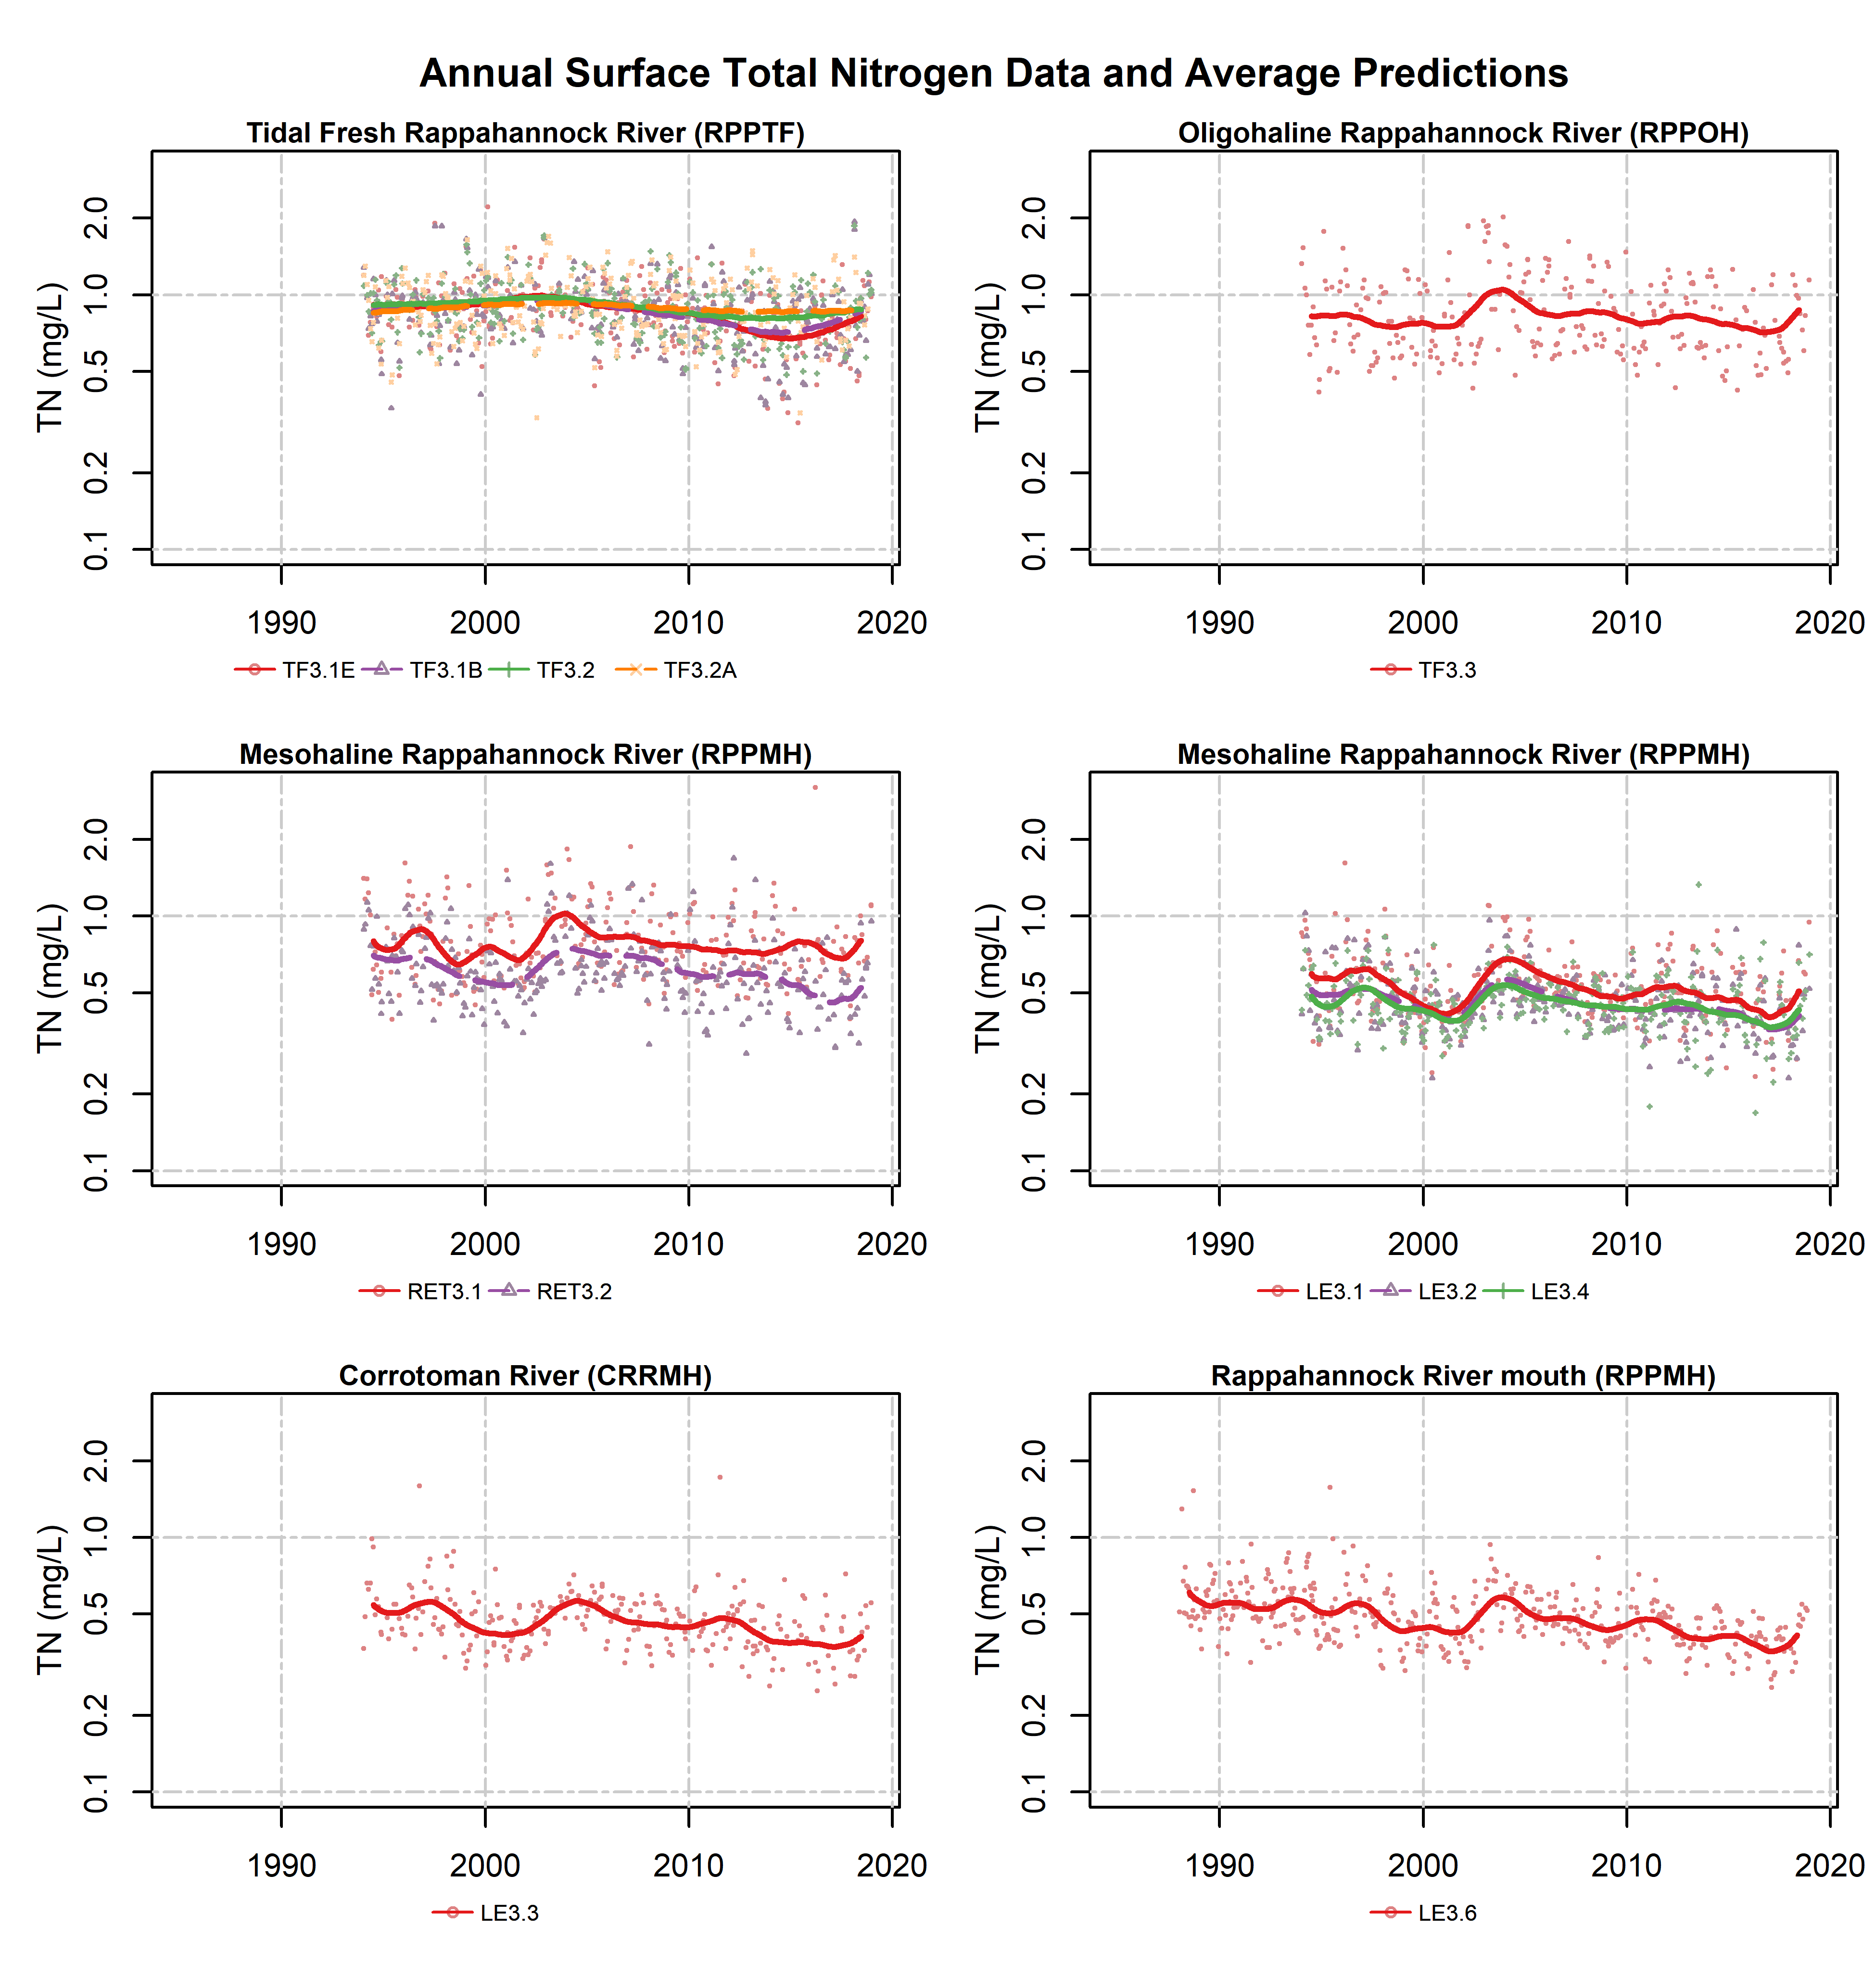 Annual Surface Total Nitrogen Data and Average Predictions
Tidal Fresh Rappahannock River (RPPTF)
TN (mg/L)
2.0
1.0
0.5
0.2
0.1
1990 2000 2010 2020
TF3.1E TF3.1B TF3.2 TF3.2A
Oligohaline Rappahannock River (RPPOH)
TN (mg/L)
2.0
1.0
0.5
0.2
0.1
1990 2000 2010 2020
TF3.3
Mesohaline Rappahannock River (RPPMH)
TN (mg/L)
2.0
1.0
0.5
0.2
0.1
1990 2000 2010 2020
RET3.1 RET3.2
Mesohaline Rappahannock River (RPPMH)
TN (mg/L)
2.0
1.0
0.5
0.2
0.1
1990 2000 2010 2020
LE3.1 LE3.2 LE3.4
Corrotoman River (CRRMH)
TN (mg/L)
2.0
1.0
0.5
0.2
0.1
1990 2000 2010 2020
LE3.3
Rappahannock River mouth (RPPMH)
TN (mg/L)
2.0
1.0
0.5
0.2
0.1
1990 2000 2010 2020
LE3.6